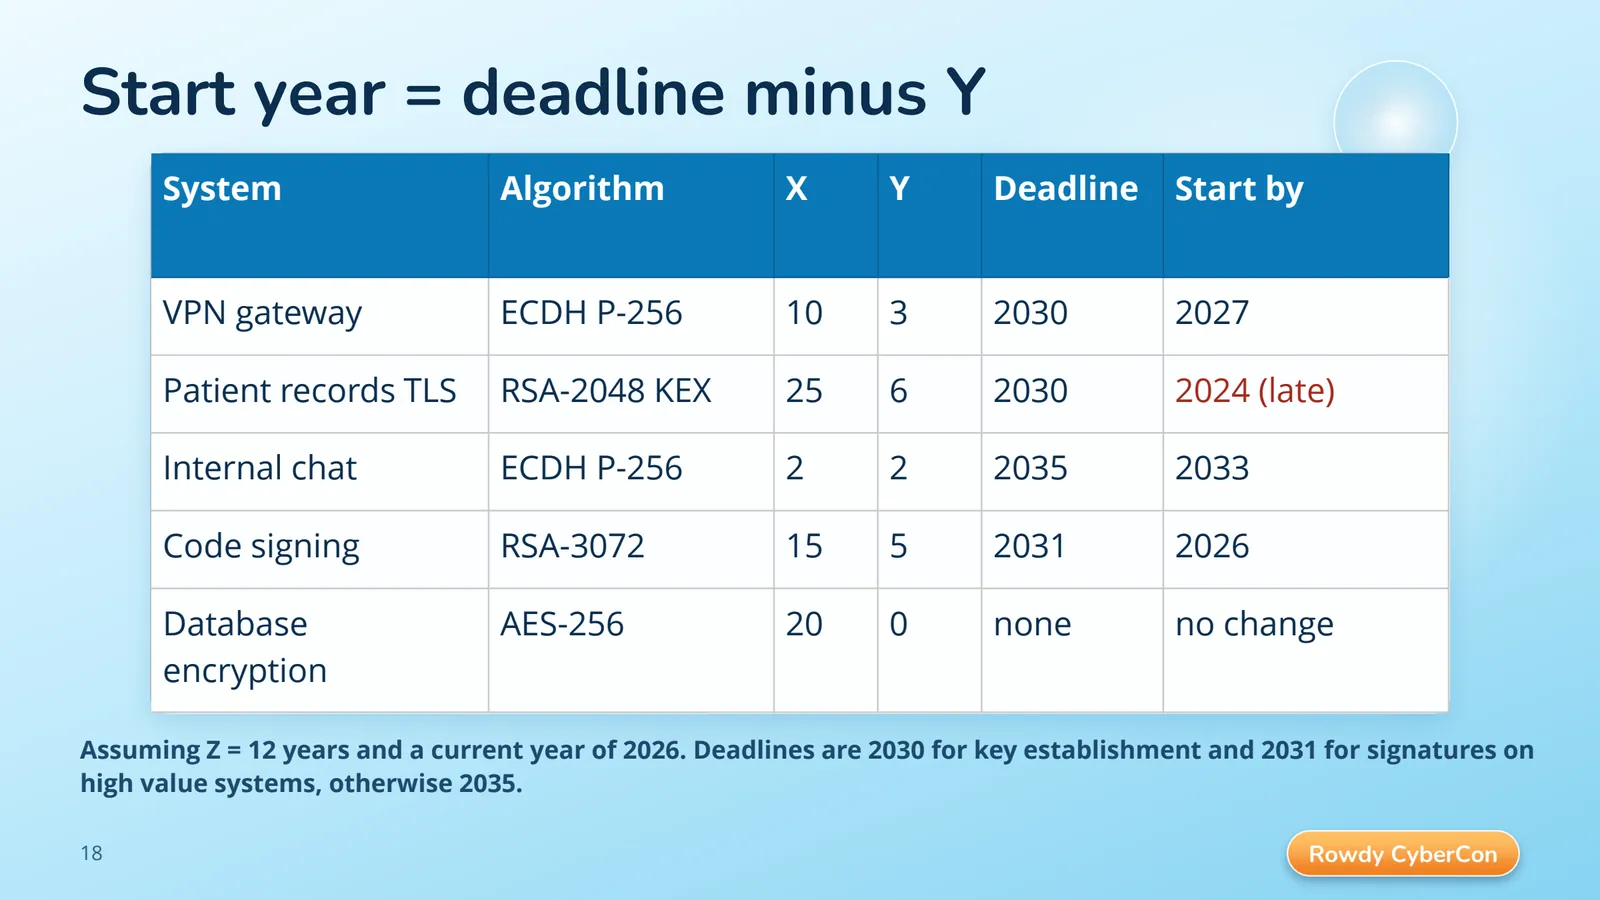 Start year = deadline minus Y
System Algorithm X Y Deadline Start by
VPN gateway ECDH P-256 10 3 2030 2027
Patient records TLS RSA-2048 KEX 25 6 2030 2024 (late)
Internal chat ECDH P-256 2 2 2035 2033
Code signing RSA-3072 15 5 2031 2026
Database AES-256 20 0 none no change
encryption
Assuming Z = 12 years and a current year of 2026. Deadlines are 2030 for key establishment and 2031 for signatures on
high value systems, otherwise 2035.
18
Rowdy CyberCon